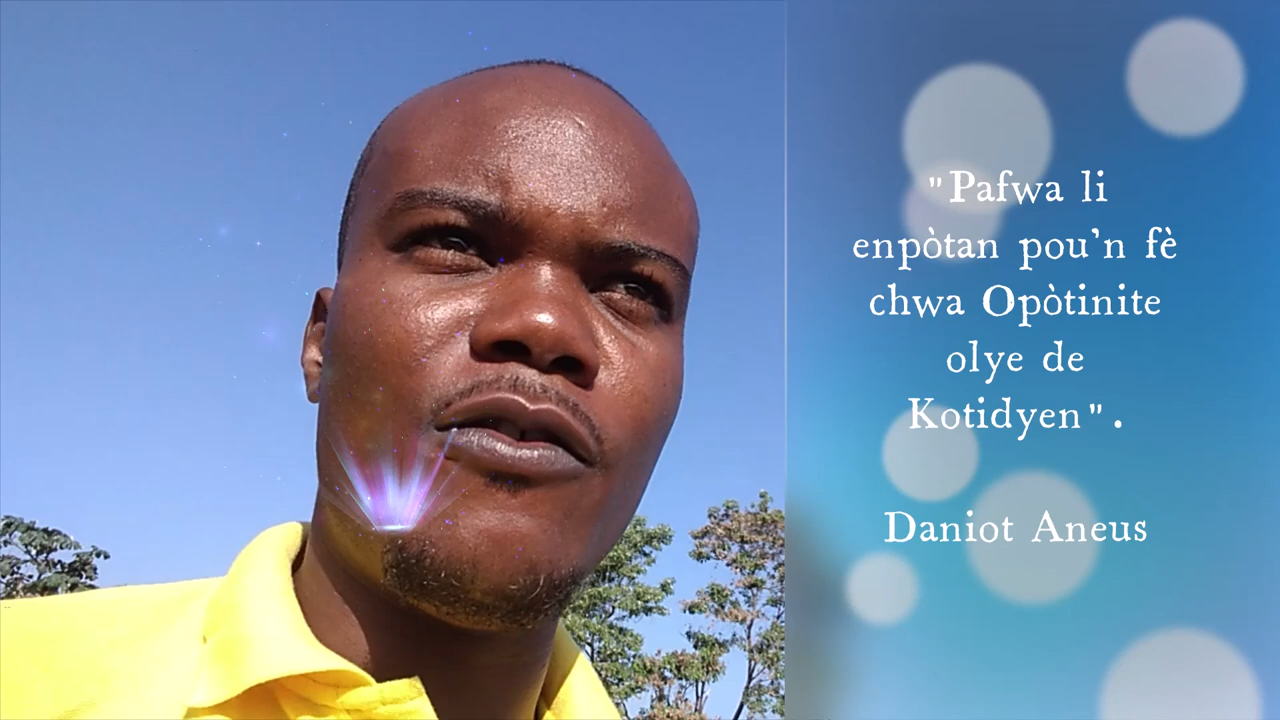 "Pafwa li
enpòtan pou'n fè
chwa Opòtinite
olye de
Kotidyen".
Daniot Aneus